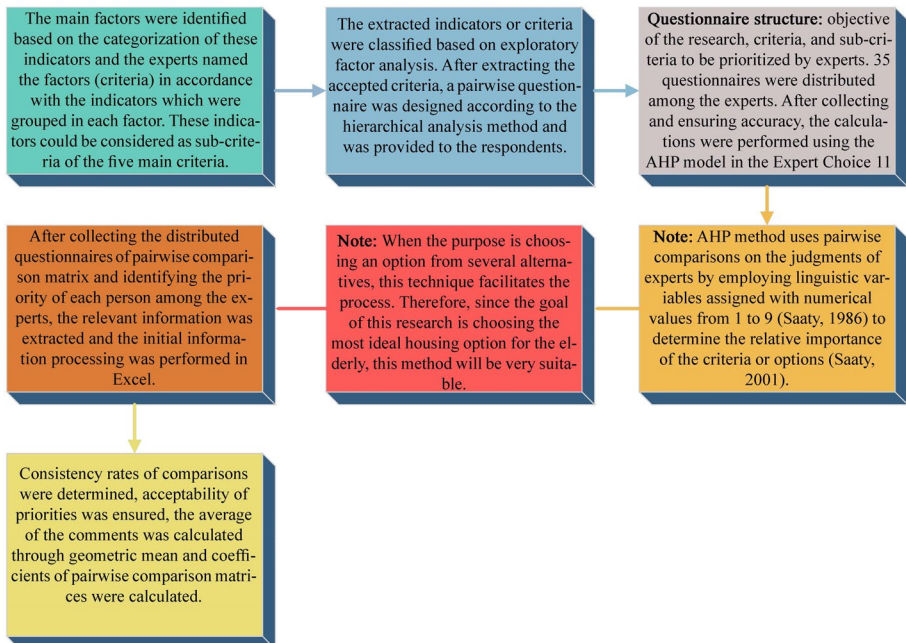 The main factors were identified
based on the categorization of these
indicators and the experts named
the factors (criteria) in accordance
with the indicators which were
grouped in each factor. These indica-
tors could be considered as sub-crite-
ria of the five main criteria.
The extracted indicators or criteria
were classified based on exploratory
factor analysis. After extracting the
accepted criteria, a pairwise question-
naire was designed according to the
hierarchical analysis method and
was provided to the respondents.
Questionnaire structure: objective
of the research, criteria, and sub-cri-
teria to be prioritized by experts. 35
questionnaires were distributed
among the experts. After collecting
and ensuring accuracy, the calcula-
tions were performed using the
AHP model in the Expert Choice 11
Note: AHP method uses pairwise
comparisons on the judgments of
experts by employing linguistic var-
iables assigned with numerical
values from 1 to 9 (Saaty, 1986) to
determine the relative importance
of the criteria or options (Saaty,
2001).
Note: When the purpose is choos-
ing an option from several alterna-
tives, this technique facilitates the
process. Therefore, since the goal
of this research is choosing the
most ideal housing option for the el-
derly, this method will be very suita-
ble.
After collecting the distributed
questionnaires of pairwise compari-
son matrix and identifying the pri-
ority of each person among the ex-
perts, the relevant information was
extracted and the initial informa-
tion processing was performed in
Excel.
Consistency rates of comparisons
were determined, acceptability of
priorities was ensured, the average
of the comments was calculated
through geometric mean and coeffi-
cients of pairwise comparison matri-
ces were calculated.